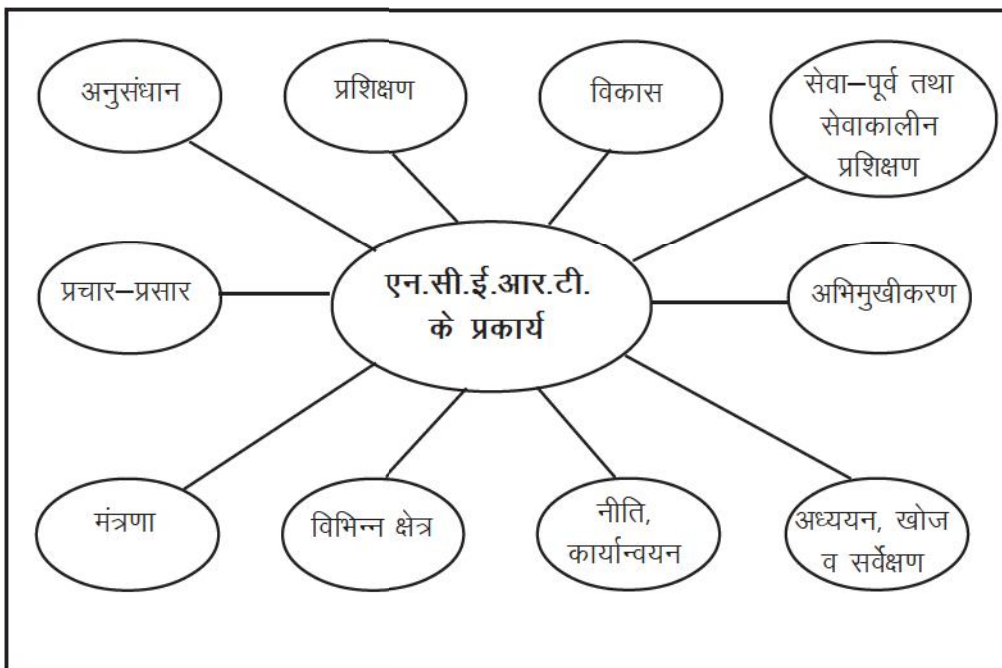 अनुसंधान
प्रशिक्षण
विकास
सेवा–पूर्व तथा
सेवाकालीन
प्रशिक्षण
प्रचार–प्रसार
एन.सी.ई.आर.टी.
के प्रकार्य
अभिमुखीकरण
मंत्रणा
विभिन्न क्षेत्र
नीति,
कार्यान्वयन
अध्ययन, खोज
व सर्वेक्षण